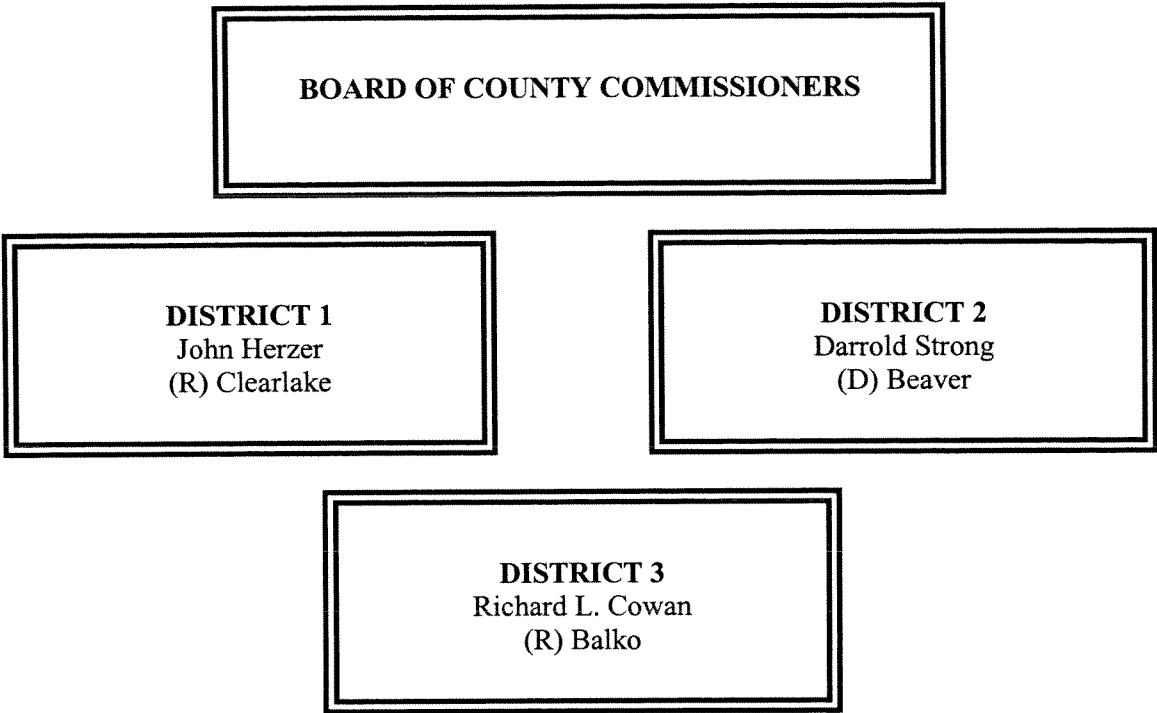 BOARD OF COUNTY COMMISSIONERS
DISTRICT 1
John Herzer
(R) Clearlake
DISTRICT 2
Darrold Strong
(D) Beaver
DISTRICT 3
Richard L. Cowan
(R) Balko